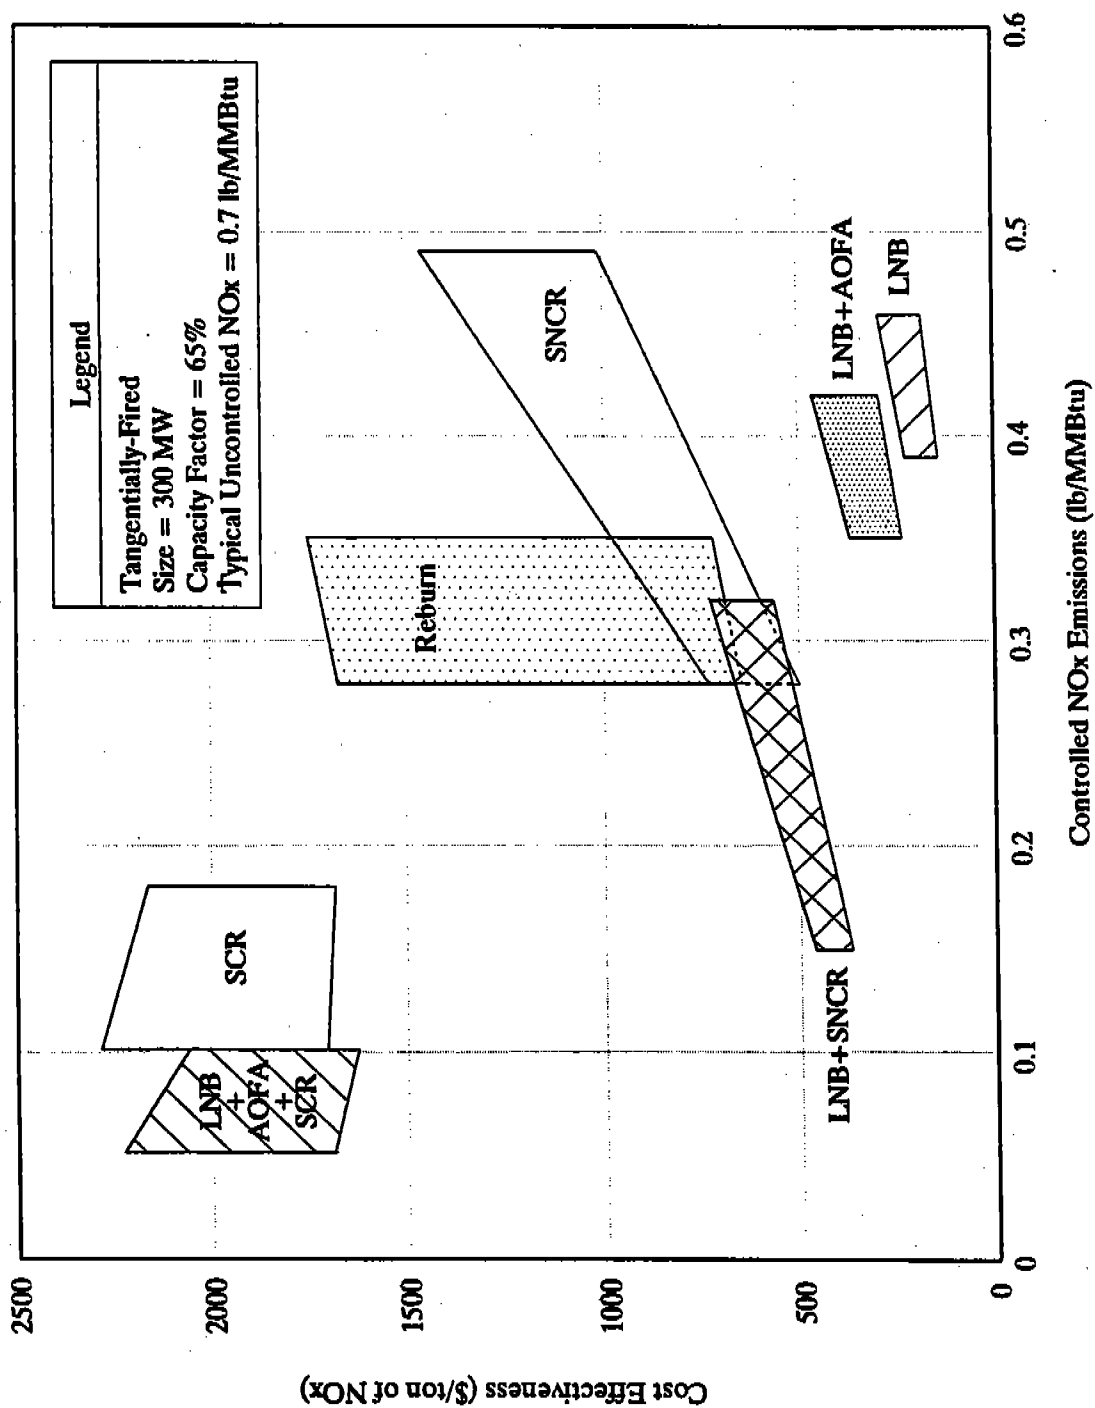 Legend
Tangentially-Fired
Size = 300 MW
Capacity Factor = 65%
Typical Uncontrolled NOx = 0.7 lb/MMBtu
Cost Effectiveness ($/ton of NOx)
2500
2000
1500
1000
500
0
LNB
+
AOFA
+
SCR
SCR
Reburn
SNCR
LNB+SNCR
LNB+AOFA
LNB
0
0.1
0.2
0.3
0.4
0.5
0.6
Controlled NOx Emissions (lb/MMBtu)